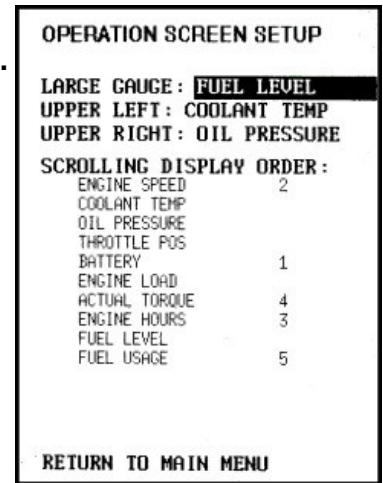 OPERATION SCREEN SETUP
.
LARGE GAUGE: FUEL LEVEL
UPPER LEFT: COOLANT TEMP
UPPER RIGHT: OIL PRESSURE
SCROLLING DISPLAY ORDER:
ENGINE SPEED 2
COOLANT TEMP
OIL PRESSURE
THROTTLE POS
BATTERY 1
ENGINE LOAD
ACTUAL TORQUE 4
ENGINE HOURS 3
FUEL LEVEL
FUEL USAGE 5
RETURN TO MAIN MENU